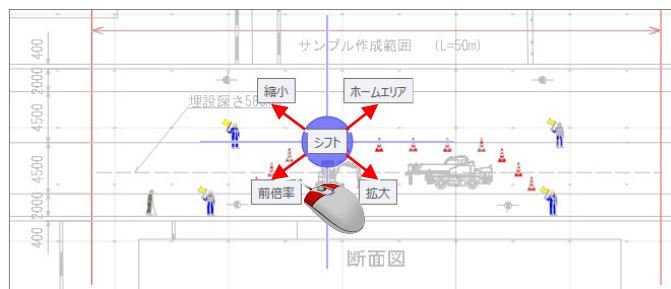 サンプル作成範囲 (L=50m)
400
2000
4500
4500
2000
400
縮小
ホームエリア
埋設深さ58
シフト
前倍率
拡大
断面図